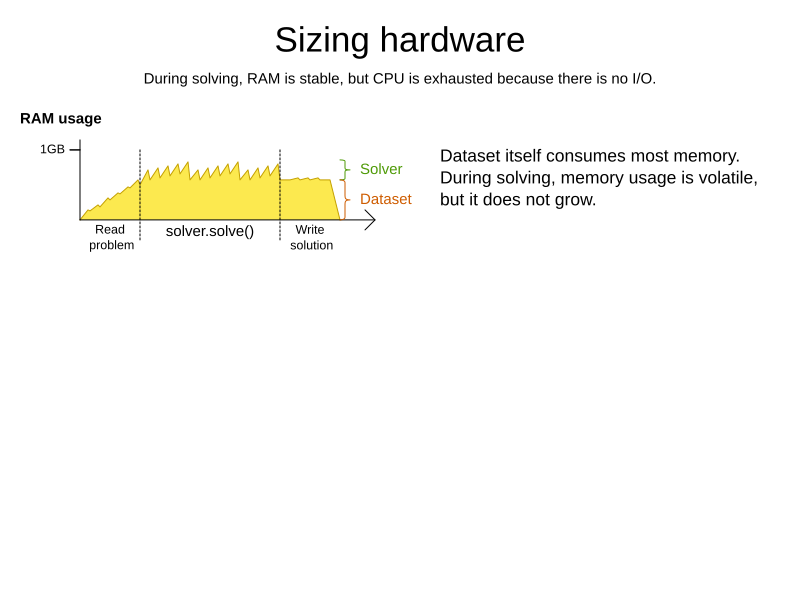 Sizing hardware
During solving, RAM is stable, but CPU is exhausted because there is no I/O.
RAM usage
1GB
Solver
Dataset
Read
problem
solver.solve()
Write
solution
Dataset itself consumes most memory.
During solving, memory usage is volatile,
but it does not grow.